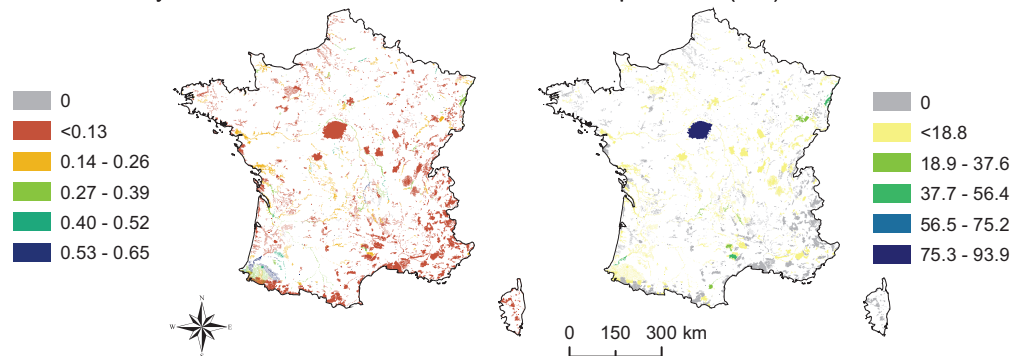 0
<0.13
0.14 - 0.26
0.27 - 0.39
0.40 - 0.52
0.53 - 0.65
N
W E
S
0 150 300 km
0
<18.8
18.9 - 37.6
37.7 - 56.4
56.5 - 75.2
75.3 - 93.9